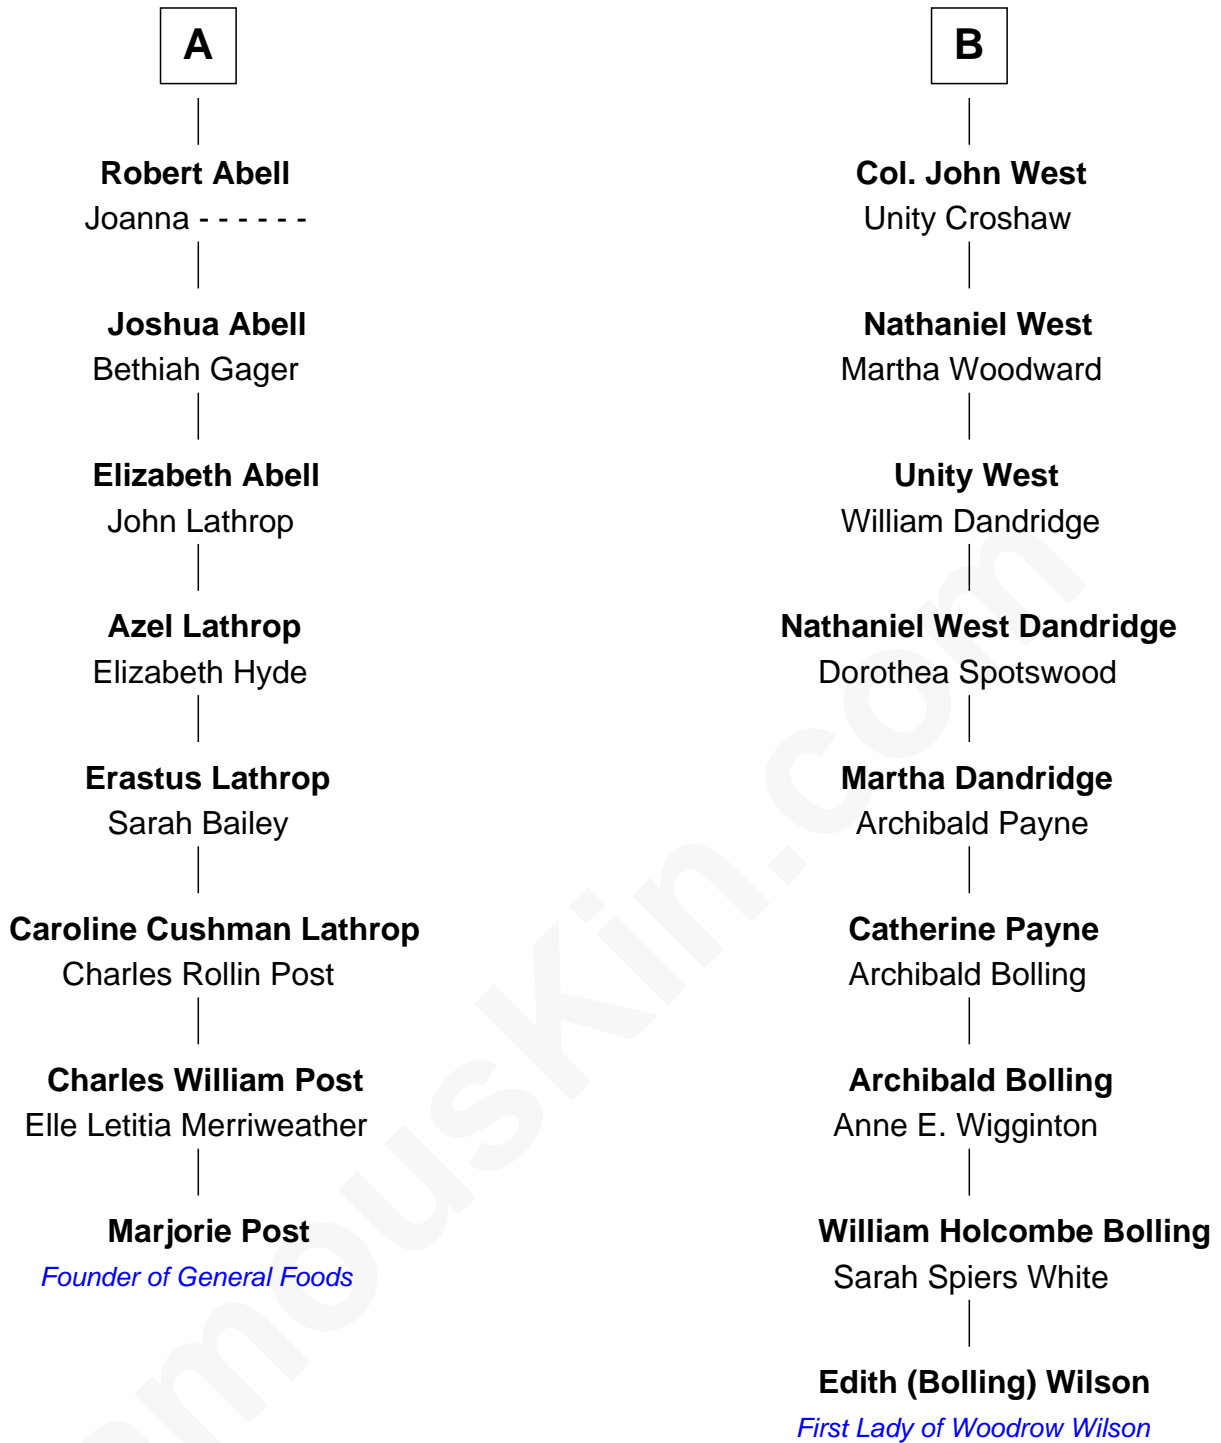 A
Robert Abell
Joanna - - - - - -
Joshua Abell
Bethiah Gager
Elizabeth Abell
John Lathrop
Azel Lathrop
Elizabeth Hyde
Erastus Lathrop
Sarah Bailey
Caroline Cushman Lathrop
Charles Rollin Post
Charles William Post
Elle Letitia Merriweather
Marjorie Post
Founder of General Foods
B
Col. John West
Unity Croshaw
Nathaniel West
Martha Woodward
Unity West
William Dandridge
Nathaniel West Dandridge
Dorothea Spotswood
Martha Dandridge
Archibald Payne
Catherine Payne
Archibald Bolling
Archibald Bolling
Anne E. Wigginton
William Holcombe Bolling
Sarah Spiers White
Edith (Bolling) Wilson
First Lady of Woodrow Wilson
amouskin.com